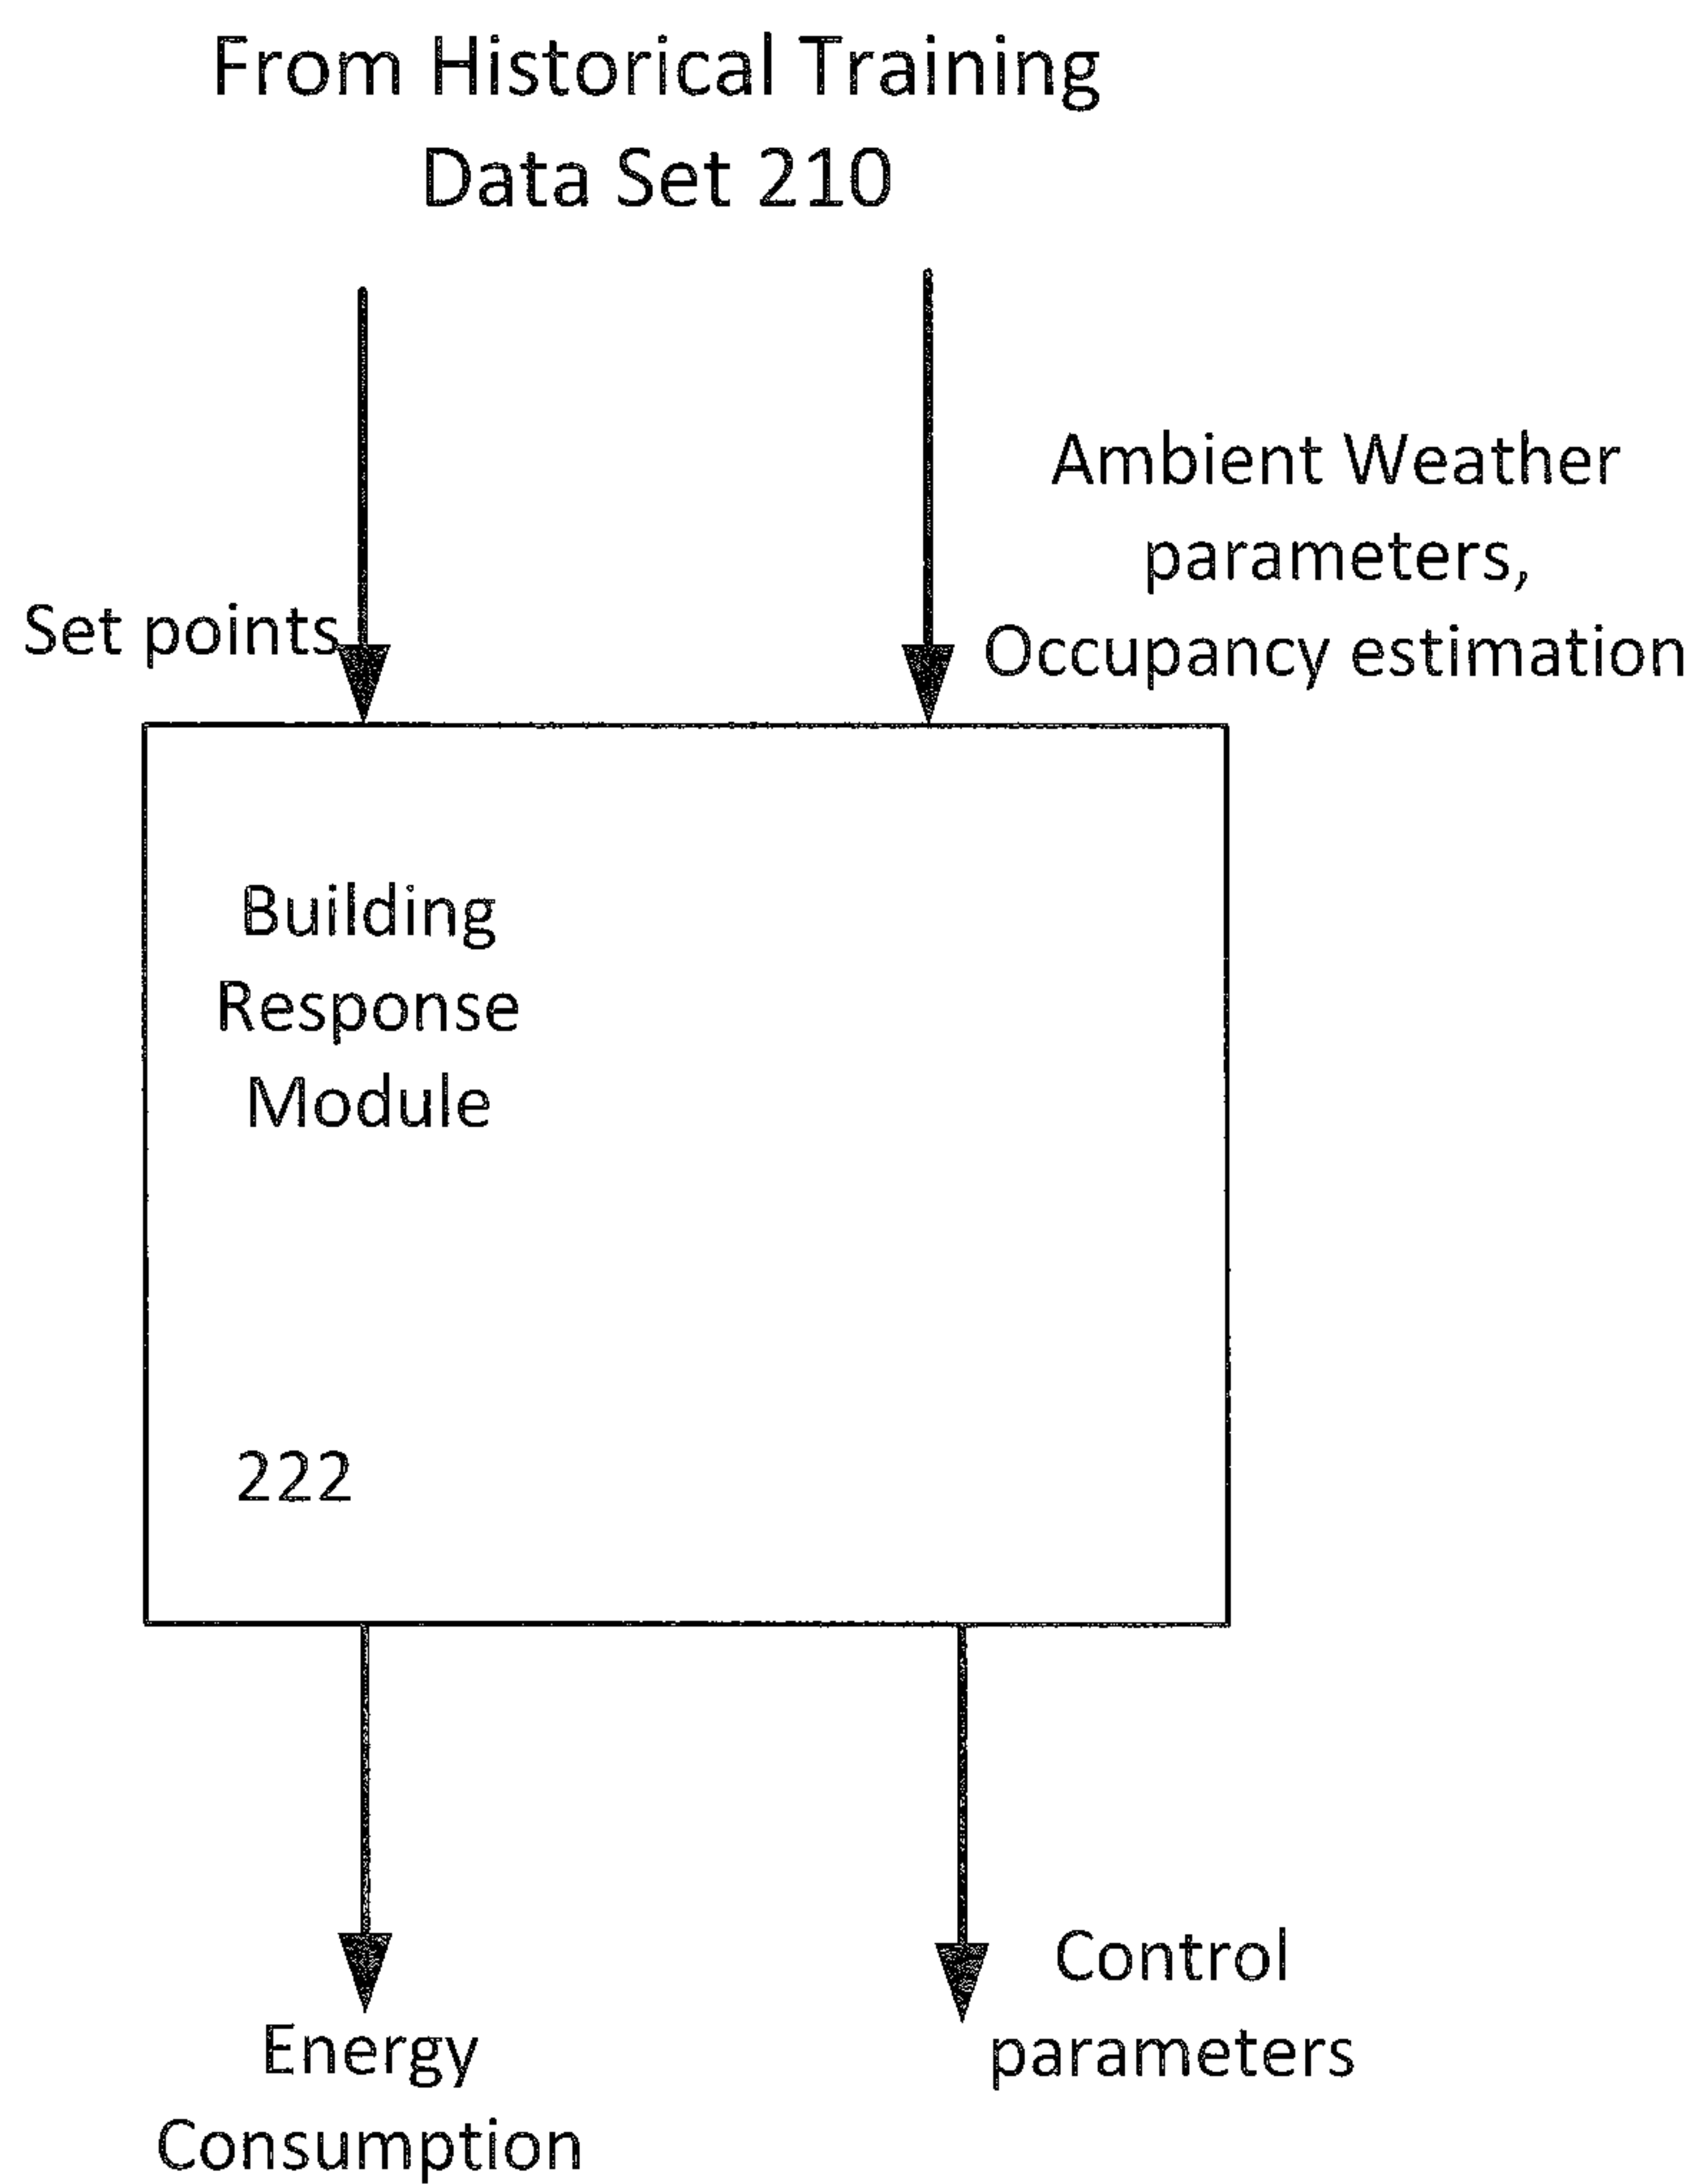 From Historical Training
Data Set 210
Ambient Weather
parameters,
Occupancy estimation
Set points
Building
Response
Module
222
Control
parameters
Energy
Consumption